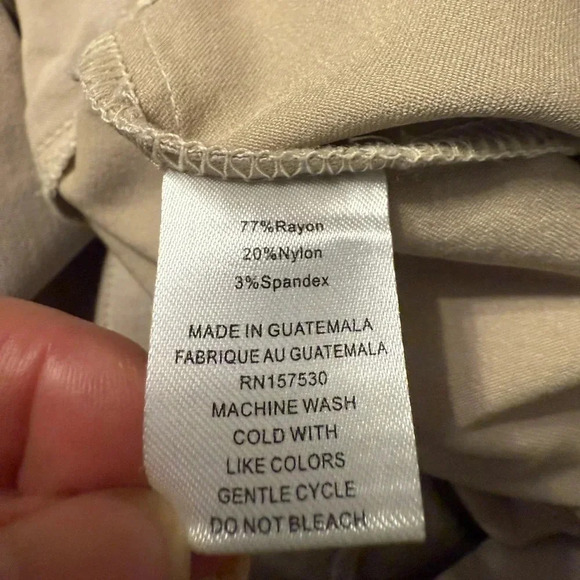 77%Rayon
20%Nylon
3%Spandex
MADE IN GUATEMALA
FABRIQUE AU GUATEMALA
RN157530
MACHINE WASH
COLD WITH
LIKE COLORS
GENTLE CYCLE
DO NOT BLEACH